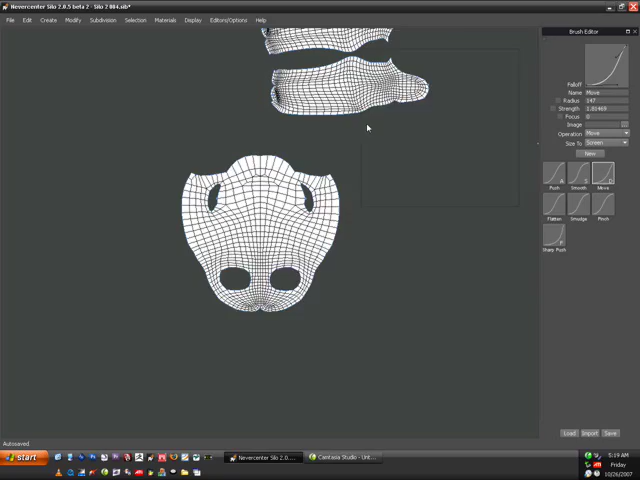 Nevercenter Silo 2.0.5 beta 2 - Silo 2 804.sib*
File Edit Create Modify Subdivision Selection Materials Display Editors/Options Help
Brush Editor
Falloff
Name Move
Radius 147
Strength 1.81469
Focus 0
Image
Operation Move
Size To Screen
New
A S D
Push Smooth Move
Flatten Smudge Pinch
F
Sharp Push
Load Import Save
Autosaved.
start
Nevercenter Silo 2.0...
Camtasia Studio - Unt...
5:19 AM
Friday
10/26/2007